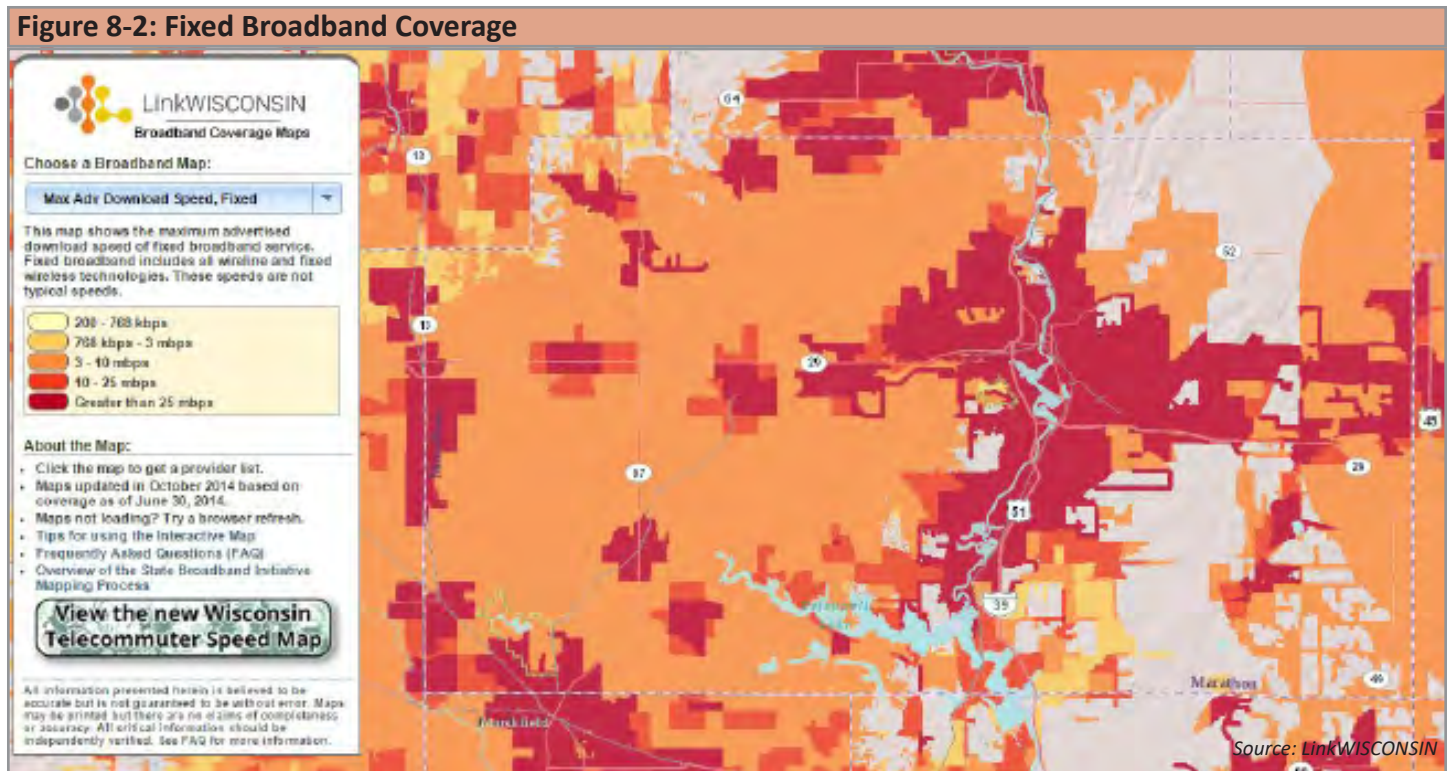 Figure 8-2: Fixed Broadband Coverage
LinkWISCONSIN
Broadband Coverage Maps
Choose a Broadband Map:
Max Adv Download Speed, Fixed
This map shows the maximum advertised
download speed of fixed broadband service.
Fixed broadband includes all wireline and fixed
wireless technologies. These speeds are not
typical speeds.
200 - 768 kbps
768 kbps - 3 mbps
3 - 10 mbps
10 - 25 mbps
Greater than 25 mbps
About the Map:
Click the map to get a provider list.
Maps updated in October 2014 based on
coverage as of June 30, 2014.
Maps not loading? Try a browser refresh.
Tips for using the Interactive Map
Frequently Asked Questions (FAQ)
Overview of the State Broadband Initiative
Mapping Process
View the new Wisconsin
Telecommuter Speed Map
All information presented herein is believed to be
accurate but is not guaranteed to be without error. Maps
may be printed but there are no claims of completeness
or accuracy. All critical information should be
independently verified. See FAQ for more information.
64
13
52
13
29
45
97
29
51
39
49
Marathon
Marshfield
Source: LinkWISCONSIN